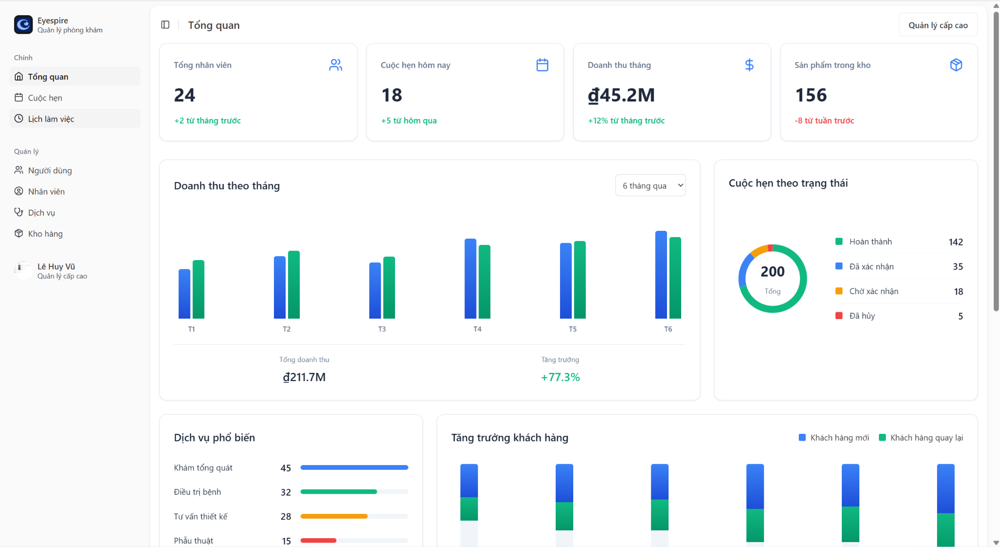 Eyespire
Quản lý phòng khám
Chính
Tổng quan
Cuộc hẹn
Lịch làm việc
Quản lý
Người dùng
Nhân viên
Dịch vụ
Kho hàng
Lê Huy Vũ
Quản lý cấp cao
Tổng quan
Quản lý cấp cao
Tổng nhân viên
24
+2 từ tháng trước
Cuộc hẹn hôm nay
18
+5 từ hôm qua
Doanh thu tháng
₫45.2M
+12% từ tháng trước
Sản phẩm trong kho
156
-8 từ tuần trước
Doanh thu theo tháng
6 tháng qua
T1 T2 T3 T4 T5 T6
Tổng doanh thu
₫211.7M
Tăng trưởng
+77.3%
Cuộc hẹn theo trạng thái
200
Tổng
Hoàn thành 142
Đã xác nhận 35
Chờ xác nhận 18
Đã hủy 5
Dịch vụ phổ biến
Khám tổng quát 45
Điều trị bệnh 32
Tư vấn thiết kế 28
Phẫu thuật 15
Tăng trưởng khách hàng
Khách hàng mới Khách hàng quay lại